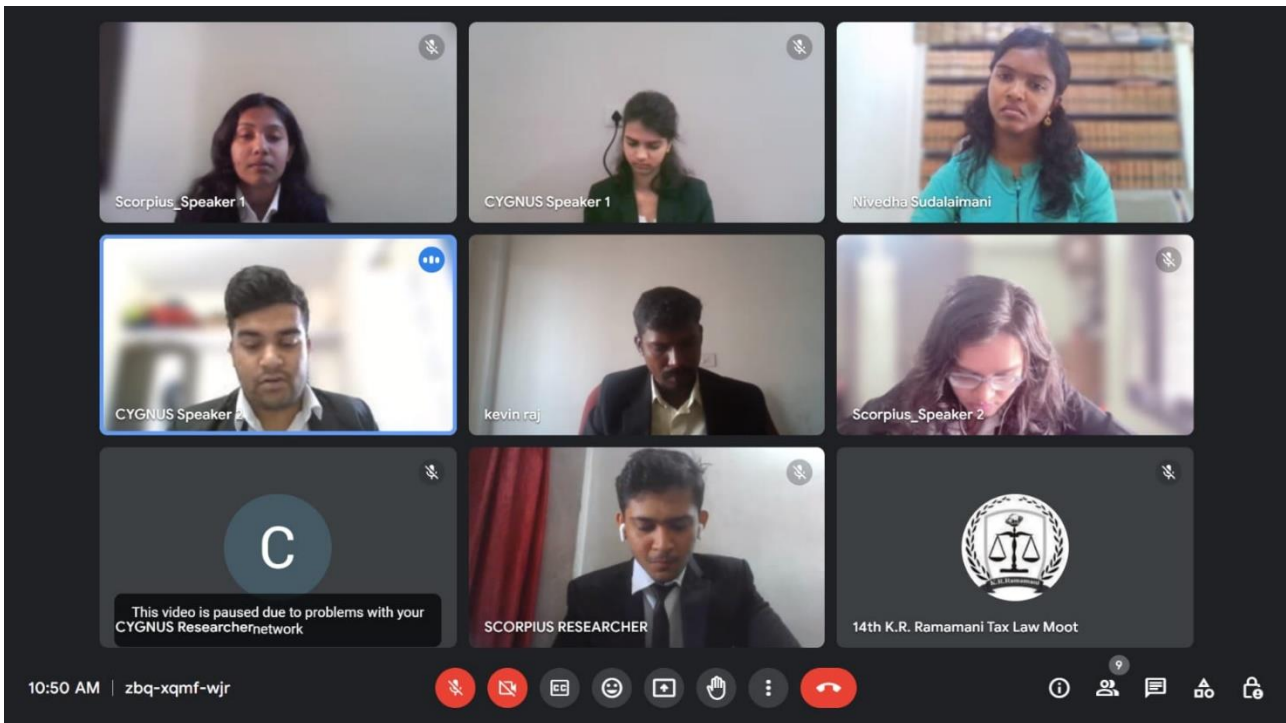 Scorpius_Speaker 1
CYGNUS Speaker 1
Nivedha Sudalaimani
CYGNUS Speaker 2
kevin raj
Scorpius_Speaker 2
C
This video is paused due to problems with your
network
CYGNUS Researcher
SCORPIUS RESEARCHER
K.R.Ramamani
14th K.R. Ramamani Tax Law Moot
10:50 AM | zbq-xqmf-wjr
CC
9